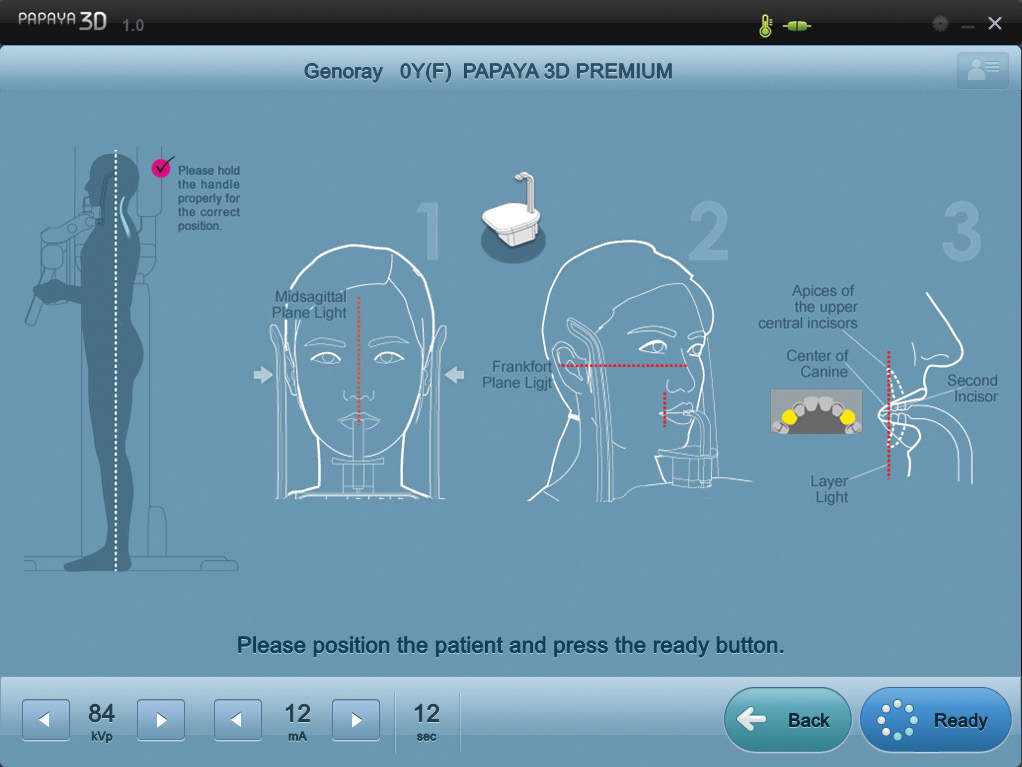 PAPAYA 3D 1.0
Genoray 0Y(F) PAPAYA 3D PREMIUM
Please hold
the handle
properly for
the correct
position.
1
Midsagittal
Plane Light
2
Frankfort
Plane Ligjt
3
Apices of
the upper
central incisors
Center of
Canine
Second
Incisor
Layer
Light
Please position the patient and press the ready button.
84
kVp
12
mA
12
sec
Back
Ready